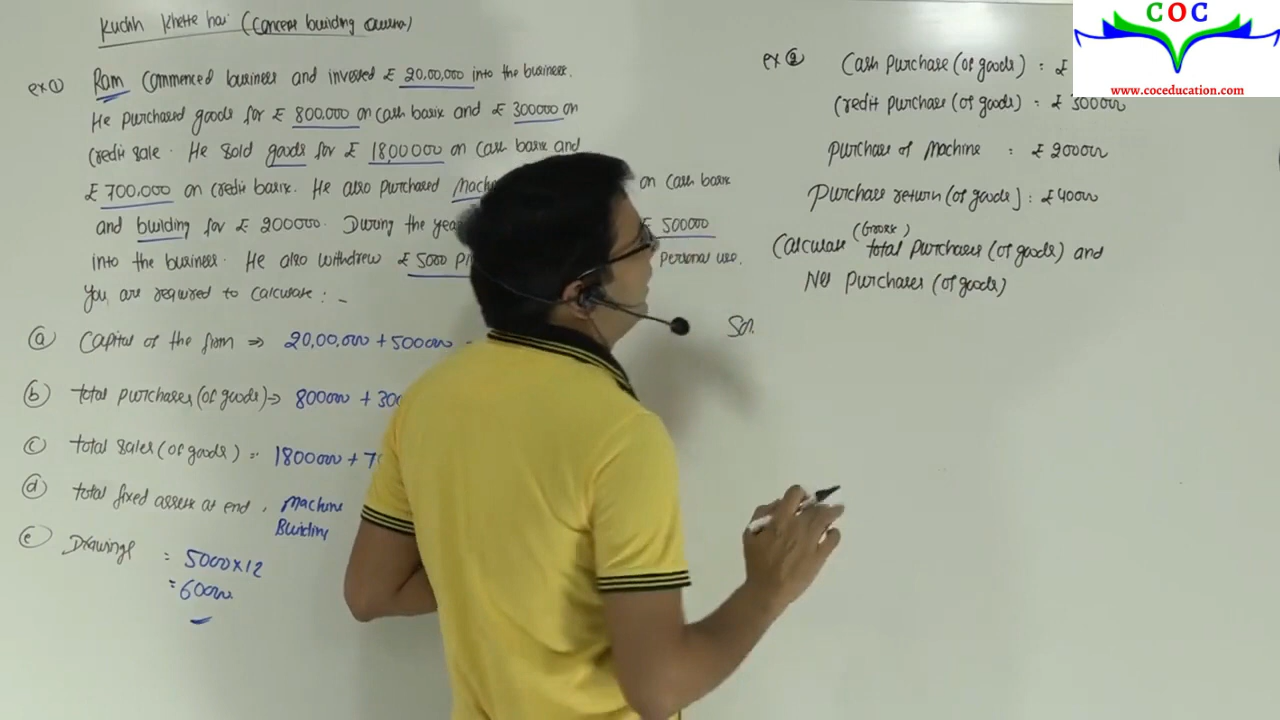 Kuchh Khette hai (Concept building
ex ① Ram commenced business and invested ₤ 20,00,000 into the business.
He purchased goods for ₤ 800,000 on cash basis and ₤ 300000 on
credit sale. He sold goods for ₤ 1800000 on cash basis and
₤ 700,000 on credit basis. He also purchased Mach on cash basis
and building for ₤ 200000. During the yea ₤ 500000
into the business. He also withdrew ₤ 5000 p personal use.
You are required to calculate : -
ⓐ Capital of the firm ⇒ 20,00,000 + 500000
ⓑ total purchases (of goods) → 800000 + 300
ⓒ total sales (of goods) = 1800000 + 7
ⓓ total fixed assets at end, Machine
Building
ⓔ Drawings = 5000 × 12
= 60000
ex ② Cash purchase (of goods) : ₤
Credit purchase (of goods) = ₤ 300000
purchase of Machine : ₤ 20000
Purchase return (of goods) : ₤ 40000
(Gross)
Calculate total purchases (of goods) and
Net purchases (of goods)
Sol.
COC
www.coceducation.com